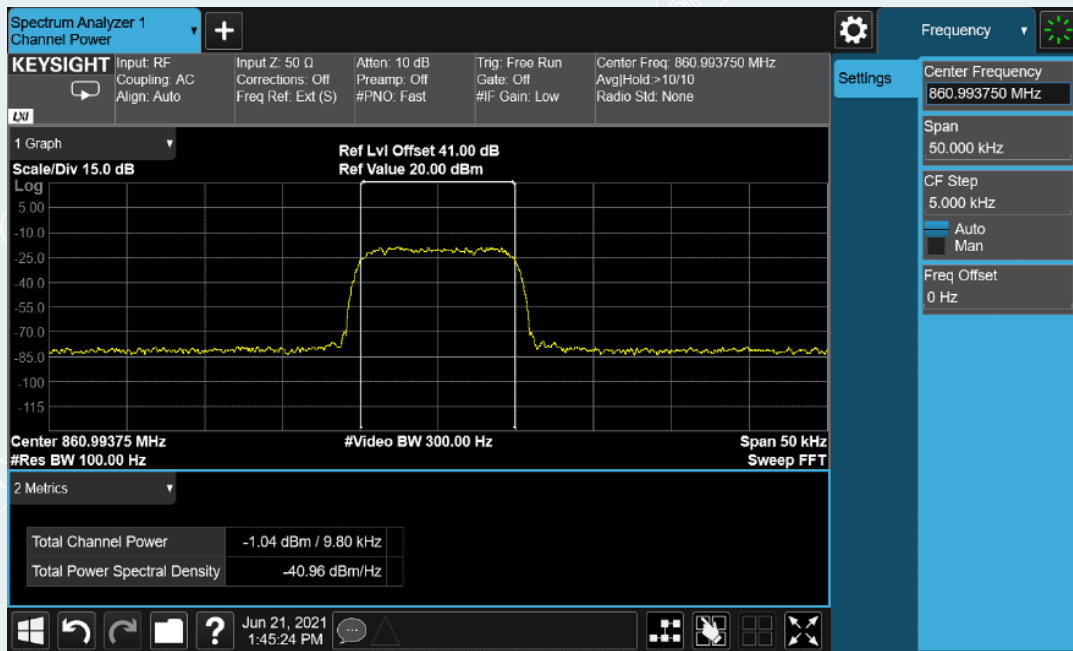 Spectrum Analyzer 1
Channel Power
+
Frequency
KEYSIGHT
LXI
Input: RF
Coupling: AC
Align: Auto
Input Z: 50 Ω
Corrections: Off
Freq Ref: Ext (S)
Atten: 10 dB
Preamp: Off
#PNO: Fast
Trig: Free Run
Gate: Off
#IF Gain: Low
Center Freq: 860.993750 MHz
Avg|Hold:>10/10
Radio Std: None
Settings
Center Frequency
860.993750 MHz
Span
50.000 kHz
CF Step
5.000 kHz
Auto
Man
Freq Offset
0 Hz
1 Graph
Scale/Div 15.0 dB
Ref Lvl Offset 41.00 dB
Ref Value 20.00 dBm
Log
5.00
-10.0
-25.0
-40.0
-55.0
-70.0
-85.0
-100
-115
Center 860.99375 MHz
#Video BW 300.00 Hz
Span 50 kHz
#Res BW 100.00 Hz
Sweep FFT
2 Metrics
Total Channel Power -1.04 dBm / 9.80 kHz
Total Power Spectral Density -40.96 dBm/Hz
?
Jun 21, 2021
1:45:24 PM